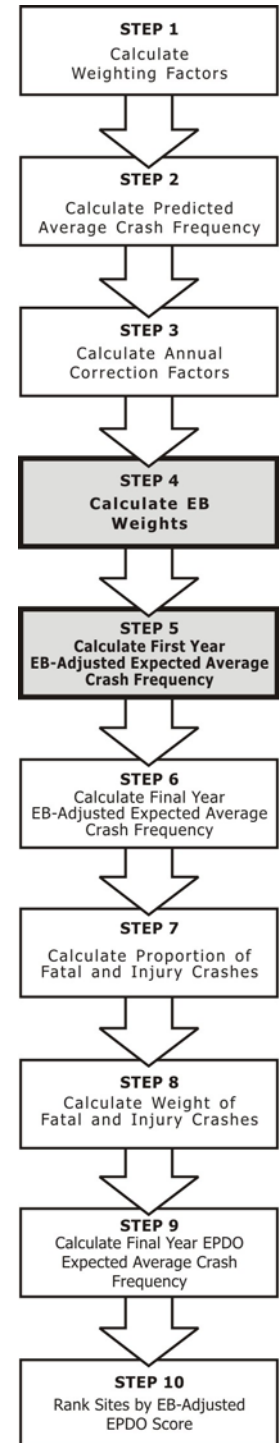 STEP 1
Calculate
Weighting Factors
STEP 2
Calculate Predicted
Average Crash Frequency
STEP 3
Calculate Annual
Correction Factors
STEP 4
Calculate EB
Weights
STEP 5
Calculate First Year
EB-Adjusted Expected Average
Crash Frequency
STEP 6
Calculate Final Year
EB-Adjusted Expected Average
Crash Frequency
STEP 7
Calculate Proportion of
Fatal and Injury Crashes
STEP 8
Calculate Weight of
Fatal and Injury Crashes
STEP 9
Calculate Final Year EPDO
Expected Average Crash
Frequency
STEP 10
Rank Sites by EB-Adjusted
EPDO Score